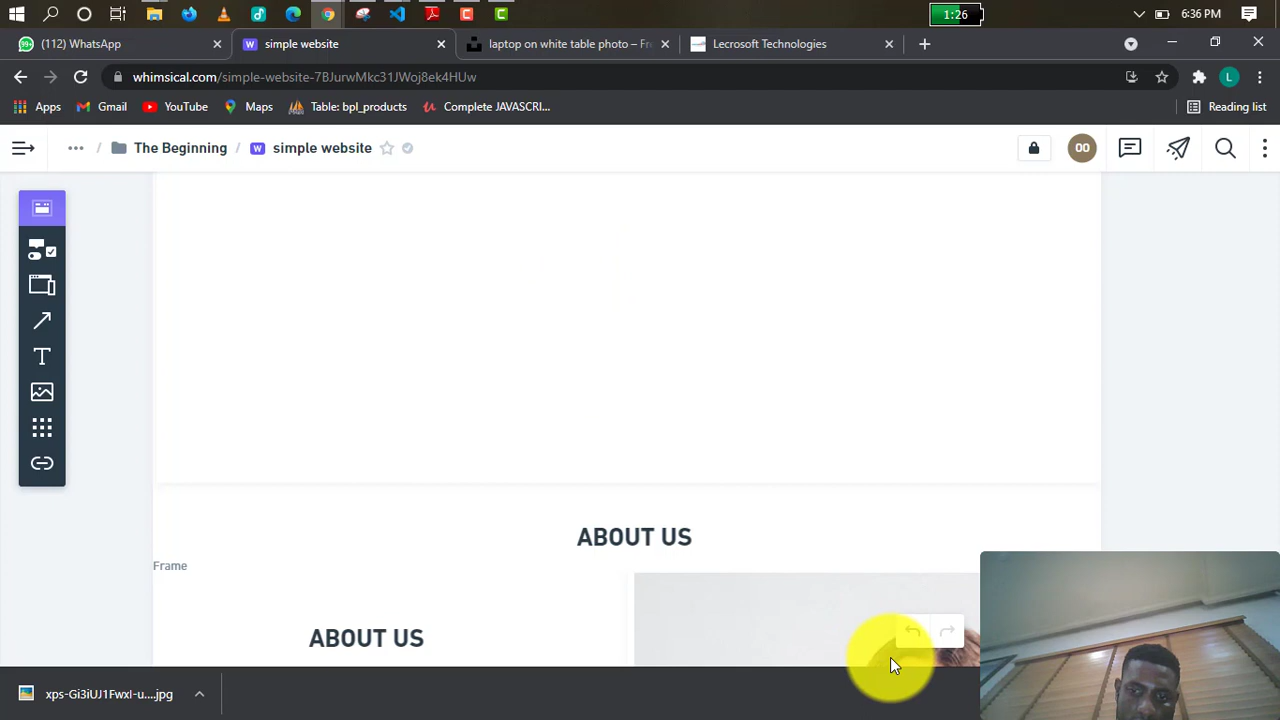 1:26
6:36 PM
99+ (112) WhatsApp
simple website
laptop on white table photo – Fr
Lecrosoft Technologies
whimsical.com/simple-website-7BJurwMkc31JWoj8ek4HUw
L
Apps
Gmail
YouTube
Maps
Table: bpl_products
Complete JAVASCRI...
Reading list
The Beginning / simple website
OO
ABOUT US
Frame
ABOUT US
xps-Gi3iUJ1FwxI-u....jpg